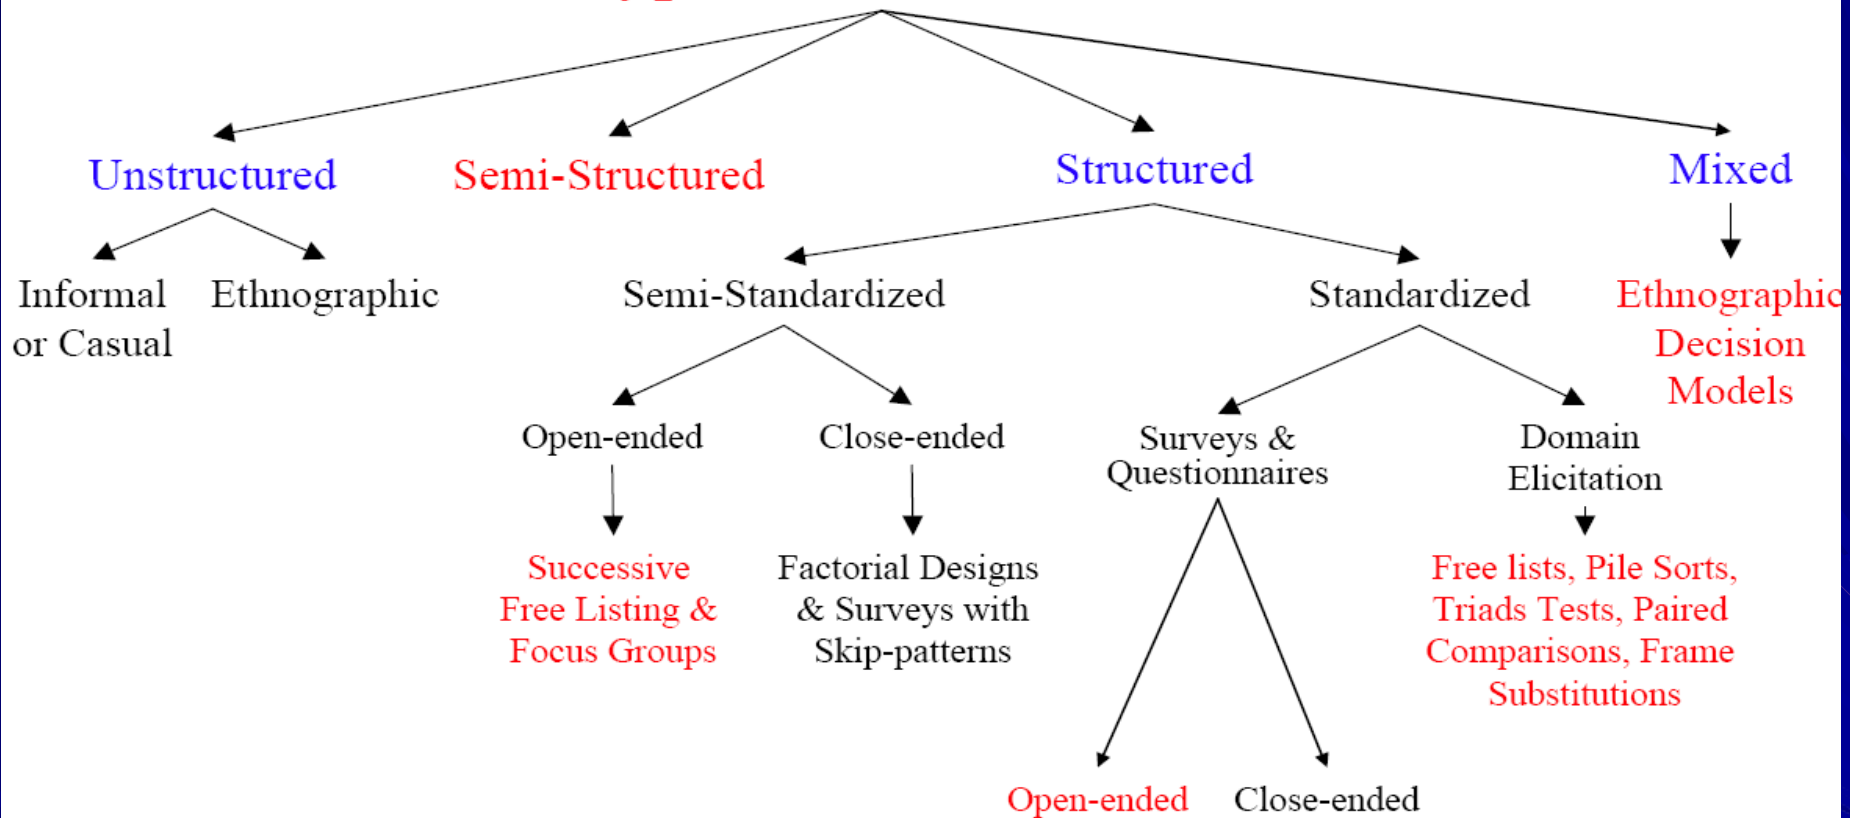 Unstructured
Semi-Structured
Structured
Mixed
Informal
or Casual
Ethnographic
Semi-Standardized
Standardized
Ethnographic
Decision
Models
Open-ended
Close-ended
Surveys &
Questionnaires
Domain
Elicitation
Successive
Free Listing &
Focus Groups
Factorial Designs
& Surveys with
Skip-patterns
Free lists, Pile Sorts,
Triads Tests, Paired
Comparisons, Frame
Substitutions
Open-ended
Close-ended